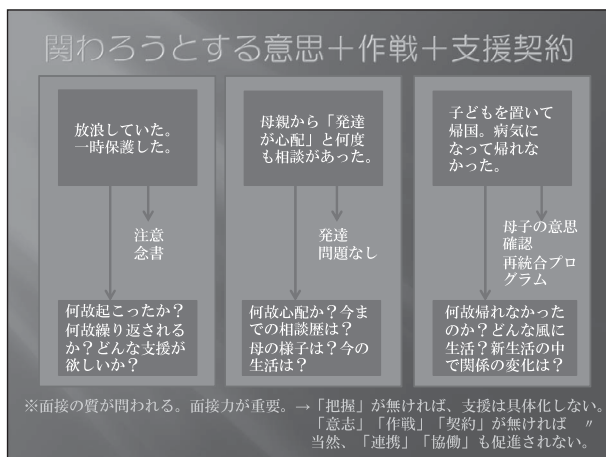 関わろうとする意思＋作戦＋支援契約
放浪していた。
一時保護した。
注意
念書
何故起こったか？
何故繰り返される
か？どんな支援が
欲しいか？
母親から「発達
が心配」と何度
も相談があった。
発達
問題なし
何故心配か？今ま
での相談歴は？
母の様子は？今の
生活は？
子どもを置いて
帰国。病気に
なって帰れな
かった。
母子の意思
確認
再統合プロ
グラム
何故帰れなかった
のか？どんな風に
生活？新生活の中
で関係の変化は？
※面接の質が問われる。面接力が重要。→「把握」が無ければ、支援は具体化しない。
「意志」「作戦」「契約」が無ければ　〃
当然、「連携」「協働」も促進されない。